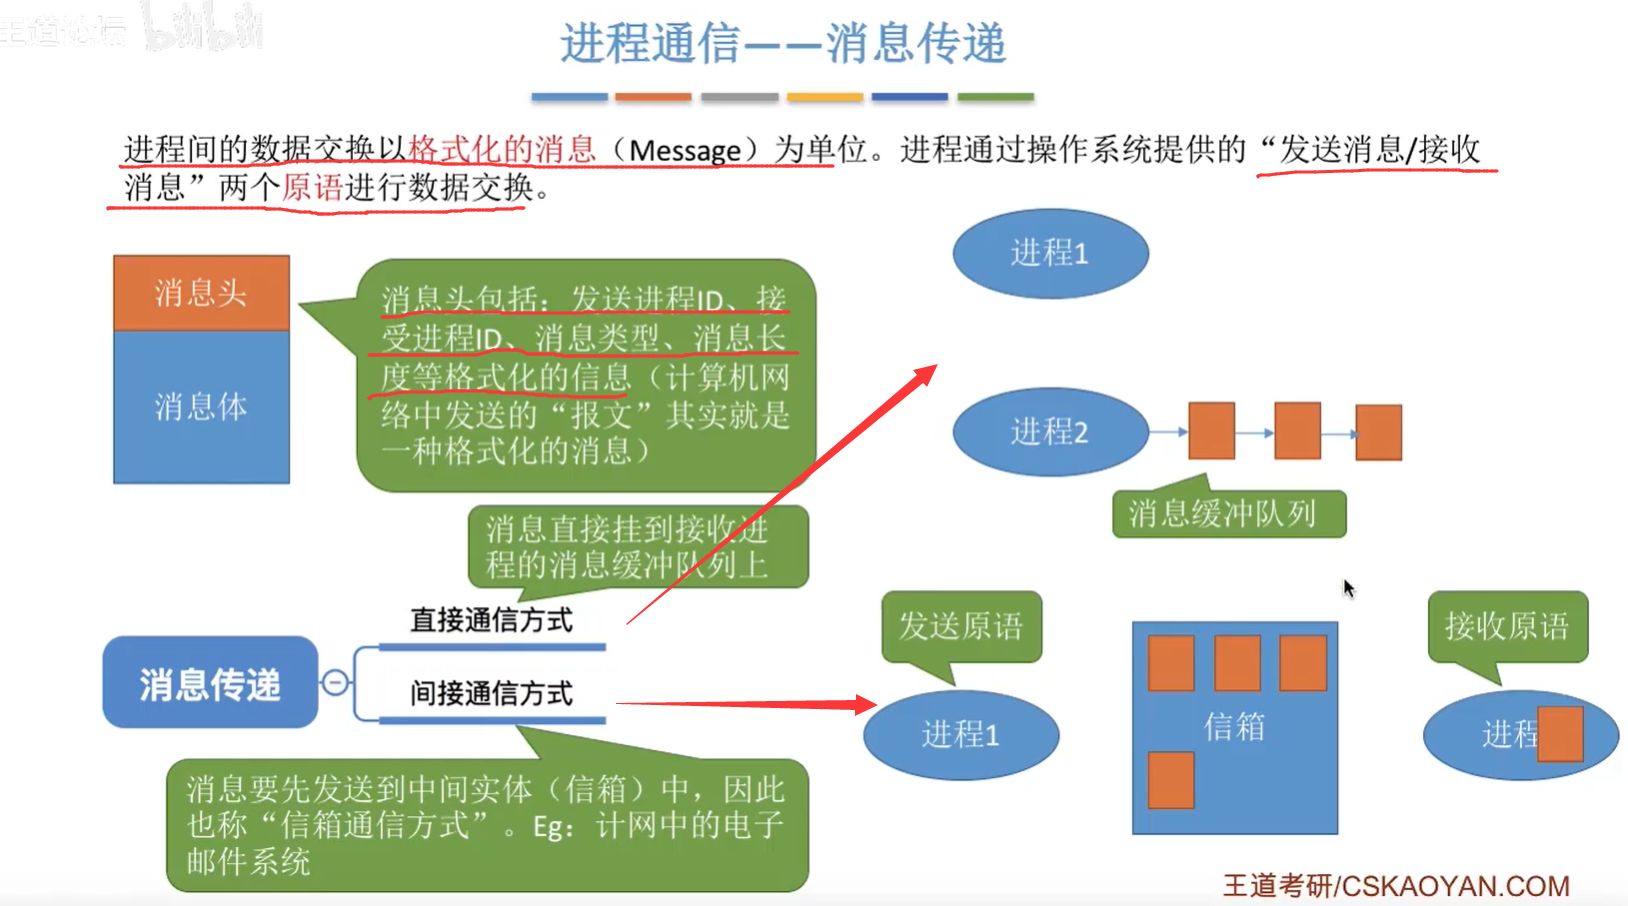 王道论坛 bilibili
进程通信——消息传递
进程间的数据交换以格式化的消息（Message）为单位。进程通过操作系统提供的“发送消息/接收
消息”两个原语进行数据交换。
消息头
消息体
消息头包括：发送进程ID、接
受进程ID、消息类型、消息长
度等格式化的信息（计算机网
络中发送的“报文”其实就是
一种格式化的消息）
进程1
进程2
消息缓冲队列
消息直接挂到接收进
程的消息缓冲队列上
直接通信方式
消息传递
间接通信方式
消息要先发送到中间实体（信箱）中，因此
也称“信箱通信方式”。Eg：计网中的电子
邮件系统
发送原语
进程1
信箱
接收原语
进程
王道考研/CSKAOYAN.COM